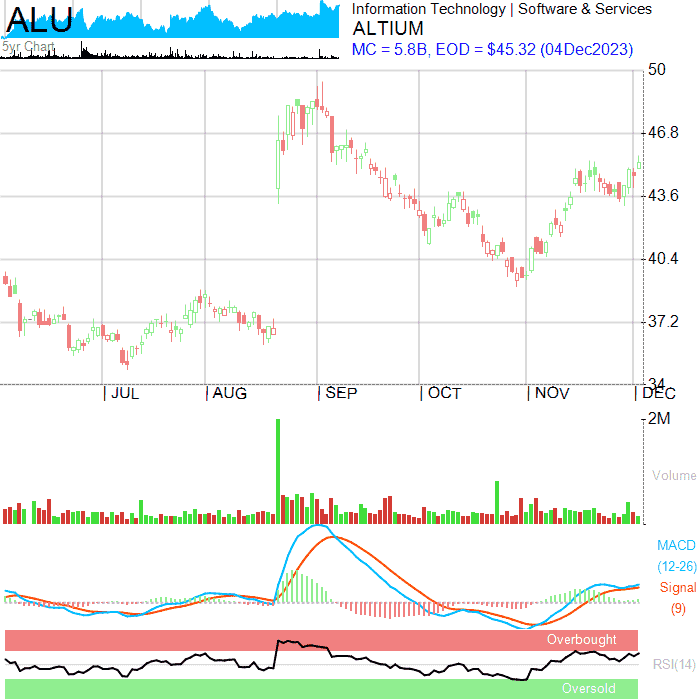 ALU
5yr Chart
Information Technology | Software & Services
ALTIUM
MC = 5.8B, EOD = $45.32 (04Dec2023)
50
46.8
43.6
40.4
37.2
34
| JUL | AUG | SEP | OCT | NOV | DEC
2M
Volume
MACD
(12-26)
Signal
(9)
Overbought
RSI(14)
Oversold